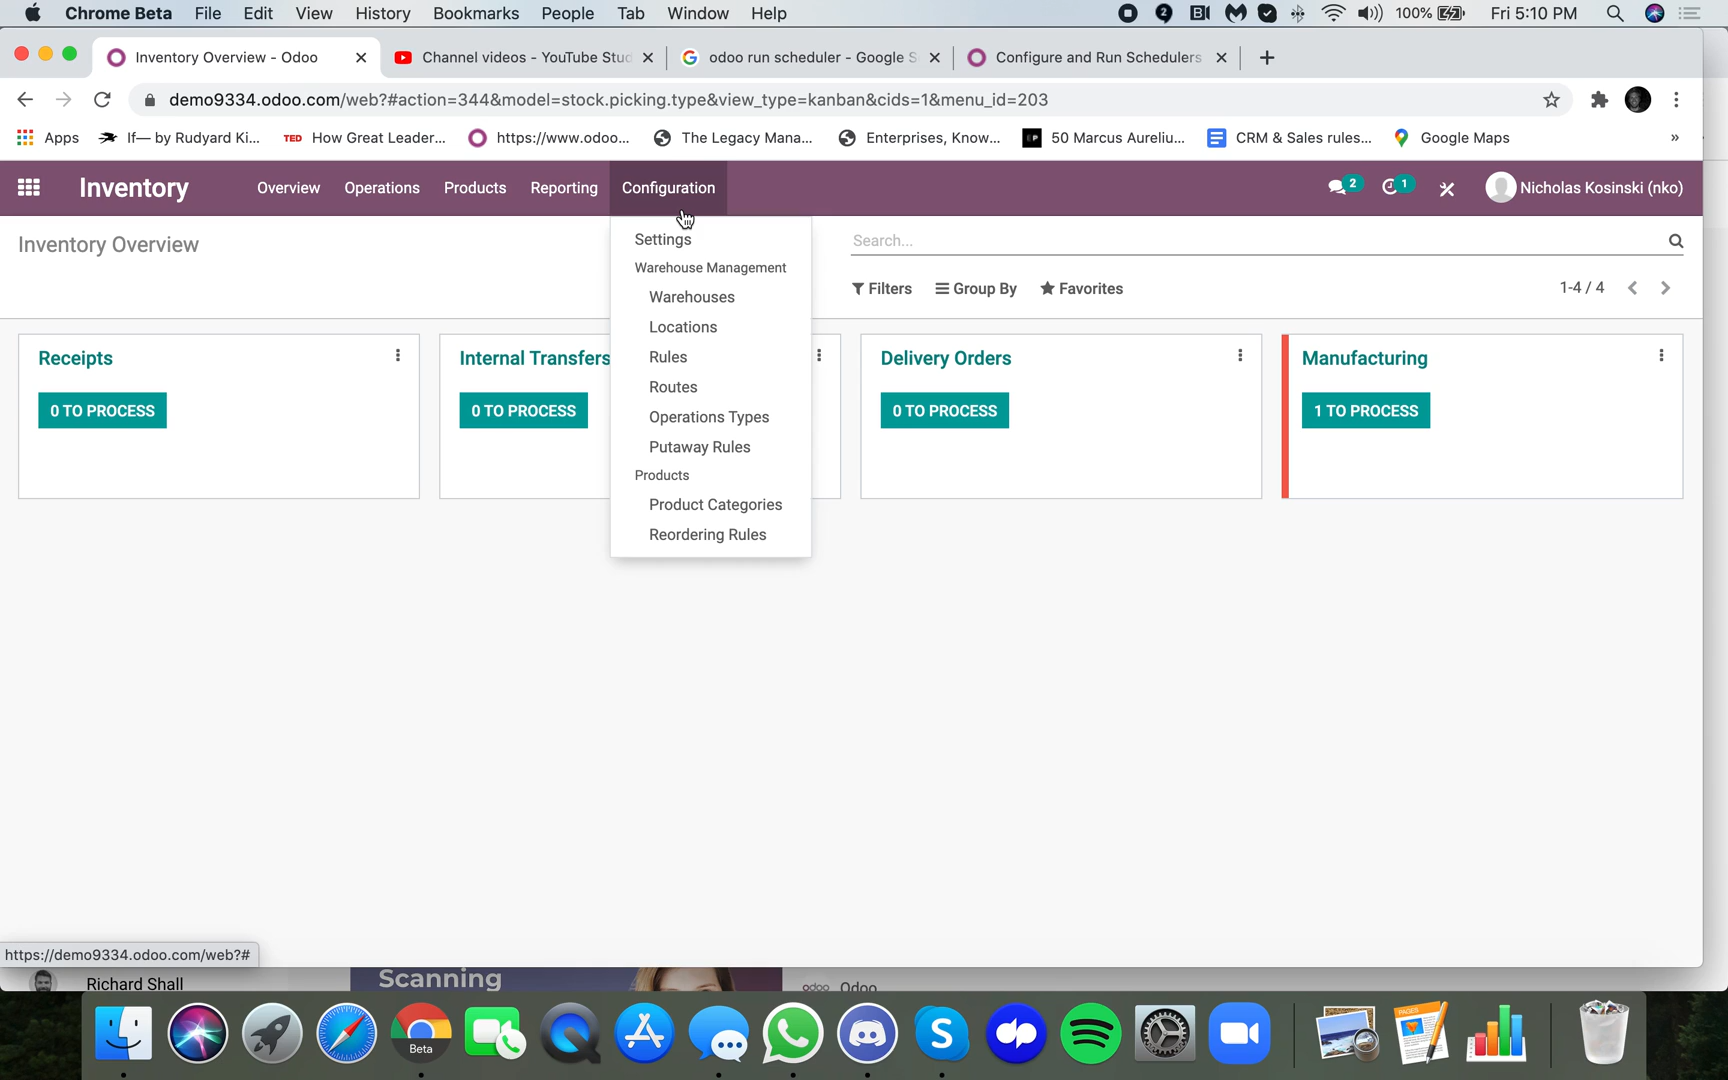 Chrome Beta File Edit View History Bookmarks People Tab Window Help
2 100% Fri 5:10 PM
Inventory Overview - Odoo
Channel videos - YouTube Stud
odoo run scheduler - Google S
Configure and Run Schedulers
demo9334.odoo.com/web?#action=344&model=stock.picking.type&view_type=kanban&cids=1&menu_id=203
Apps
If— by Rudyard Ki...
TED How Great Leader...
https://www.odoo...
The Legacy Mana...
Enterprises, Know...
50 Marcus Aureliu...
CRM & Sales rules...
Google Maps
»
Inventory Overview Operations Products Reporting Configuration
2 1 Nicholas Kosinski (nko)
Inventory Overview
Search...
Filters Group By Favorites
1-4 / 4
Settings
Warehouse Management
Warehouses
Locations
Rules
Routes
Operations Types
Putaway Rules
Products
Product Categories
Reordering Rules
Receipts
0 TO PROCESS
Internal Transfers
0 TO PROCESS
Delivery Orders
0 TO PROCESS
Manufacturing
1 TO PROCESS
https://demo9334.odoo.com/web?#
Richard Shall
Scanning
odoo Odoo
Beta
PAGES